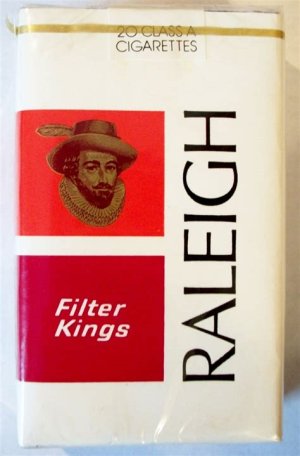 20 CLASS A
CIGARETTES
RALEIGH
Filter
Kings